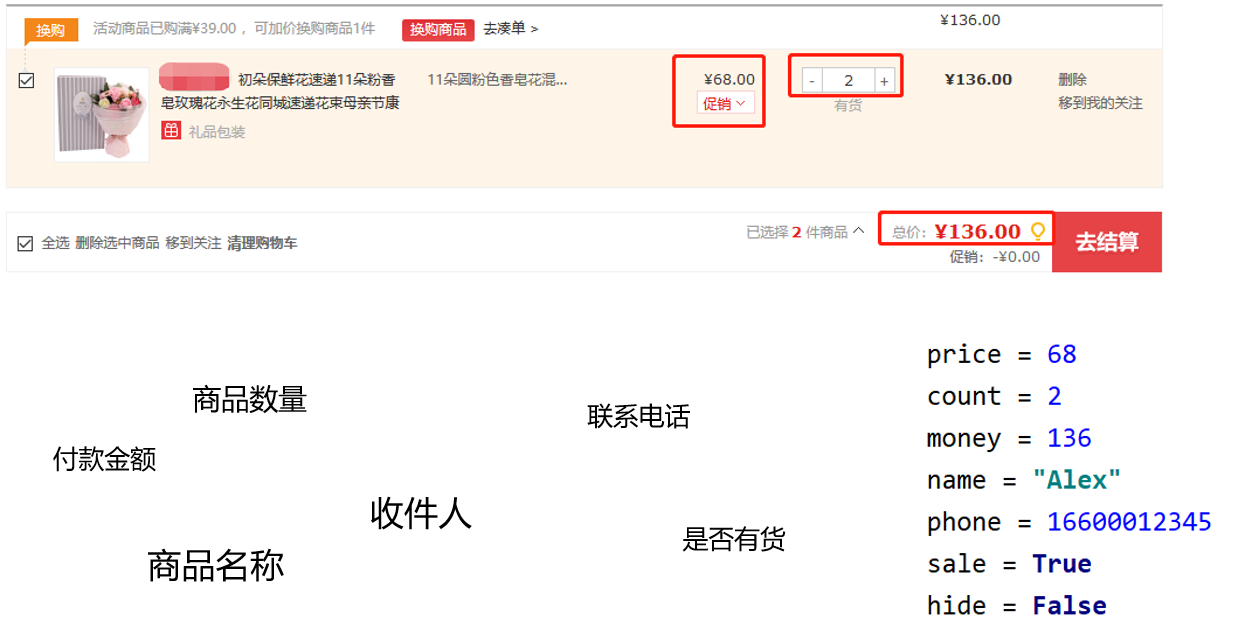 换购 活动商品已购满¥39.00 ，可加价换购商品1件 换购商品 去凑单 > ¥136.00
初朵保鲜花速递11朵粉香 11朵圆粉色香皂花混... ¥68.00 - 2 + ¥136.00 删除
皂玫瑰花永生花同城速递花束母亲节康 促销 有货 移到我的关注
礼品包装
全选 删除选中商品 移到关注 清理购物车 已选择 2 件商品 总价: ¥136.00 去结算
促销: -¥0.00
price = 68
商品数量 联系电话 count = 2
付款金额 money = 136
name = "Alex"
收件人 phone = 16600012345
是否有货
商品名称 sale = True
hide = False